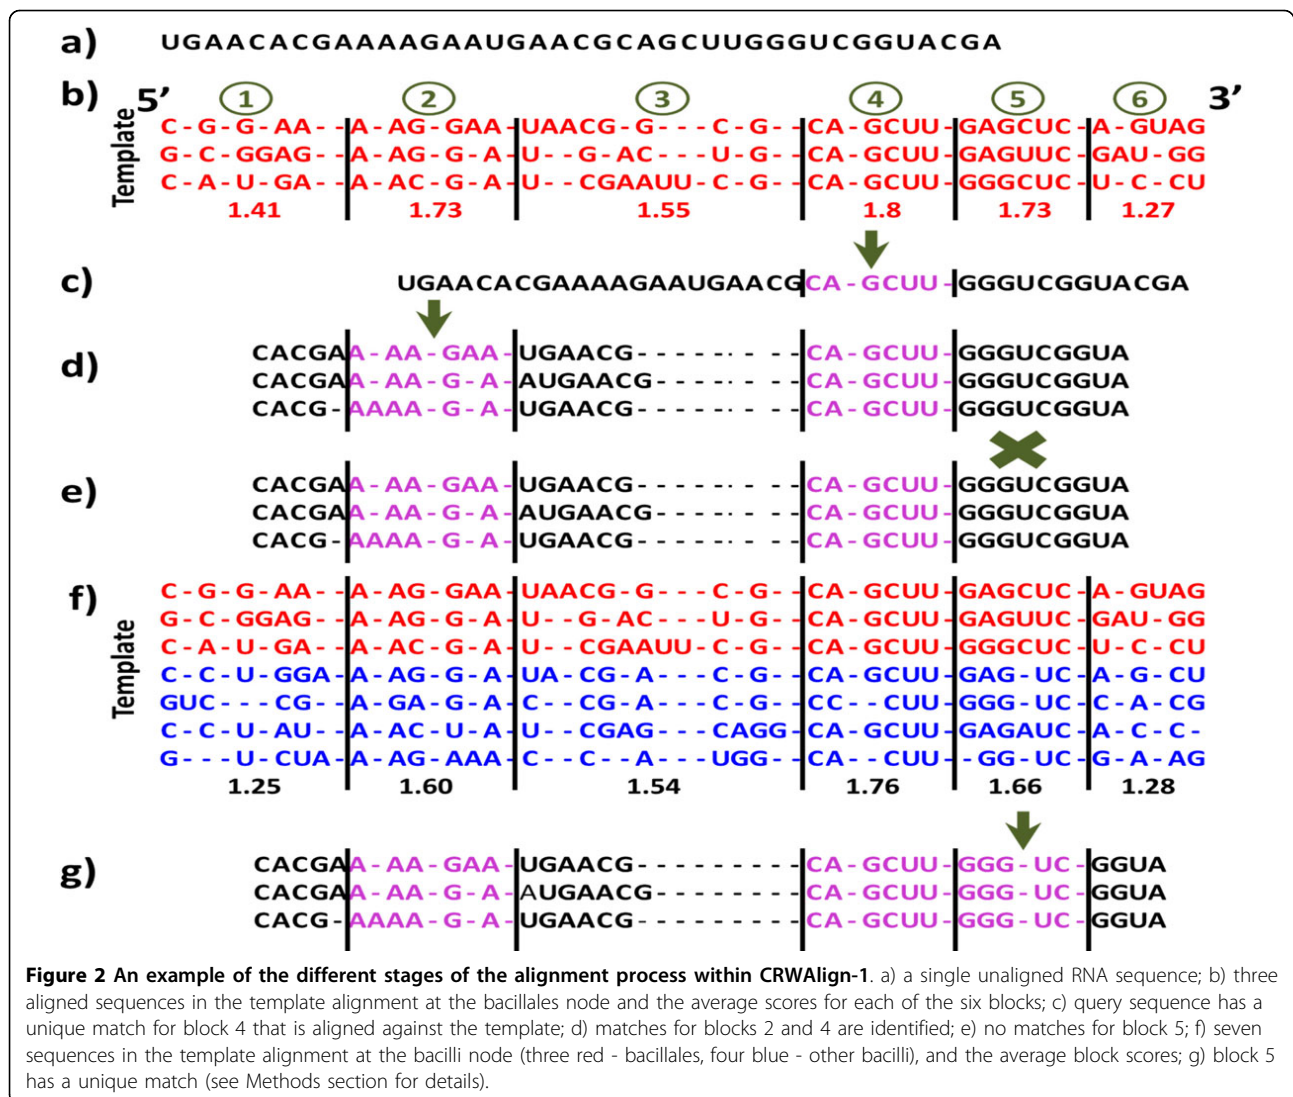 a) UGAACACGAAAAGAAUGAACGCAGCUUGGGUCGGUACGA
b) 5’ 1 2 3 4 5 6 3’
Template
C-G-G-AA--A-AG-GAA-UAACG-G---C-G--CA-GCUU-GAGCUC-A-GUAG
G-C-GGAG--A-AG-G-A-U--G-AC---U-G--CA-GCUU-GAGUUC-GAU-GG
C-A-U-GA--A-AC-G-A-U--CGAAUU-C-G--CA-GCUU-GGGCUC-U-C-CU
1.41 1.73 1.55 1.8 1.73 1.27
c) UGAACACGAAAAGAAUGAACGCA-GCUU-GGGUCGGUACGA
d)
CACGAA-AA-GAA-UGAACG--------CA-GCUU-GGGUCGGUA
CACGAA-AA-G-A-AUGAACG-------CA-GCUU-GGGUCGGUA
CACG-AAAA-G-A-UGAACG--------CA-GCUU-GGGUCGGUA
e)
CACGAA-AA-GAA-UGAACG--------CA-GCUU-GGGUCGGUA
CACGAA-AA-G-A-AUGAACG-------CA-GCUU-GGGUCGGUA
CACG-AAAA-G-A-UGAACG--------CA-GCUU-GGGUCGGUA
f)
Template
C-G-G-AA--A-AG-GAA-UAACG-G---C-G--CA-GCUU-GAGCUC-A-GUAG
G-C-GGAG--A-AG-G-A-U--G-AC---U-G--CA-GCUU-GAGUUC-GAU-GG
C-A-U-GA--A-AC-G-A-U--CGAAUU-C-G--CA-GCUU-GGGCUC-U-C-CU
C-C-U-GGA-A-AG-G-A-UA-CG-A---C-G--CA-GCUU-GAG-UC-A-G-CU
GUC---CG--A-GA-G-A-C--CG-A---C-G--CC--CUU-GGG-UC-C-A-CG
C-C-U-AU--A-AC-U-A-U--CGAG---CAGG-CA-GCUU-GAGAUC-A-C-C-
G---U-CUA-A-AG-AAA-C--C--A---UGG--CA--CUU--GG-UC-G-A-AG
1.25 1.60 1.54 1.76 1.66 1.28
g)
CACGAA-AA-GAA-UGAACG---------CA-GCUU-GGG-UC-GGUA
CACGAA-AA-G-A-AUGAACG--------CA-GCUU-GGG-UC-GGUA
CACG-AAAA-G-A-UGAACG---------CA-GCUU-GGG-UC-GGUA
Figure 2 An example of the different stages of the alignment process within CRWAlign-1. a) a single unaligned RNA sequence; b) three
aligned sequences in the template alignment at the bacillales node and the average scores for each of the six blocks; c) query sequence has a
unique match for block 4 that is aligned against the template; d) matches for blocks 2 and 4 are identified; e) no matches for block 5; f) seven
sequences in the template alignment at the bacilli node (three red - bacillales, four blue - other bacilli), and the average block scores; g) block 5
has a unique match (see Methods section for details).